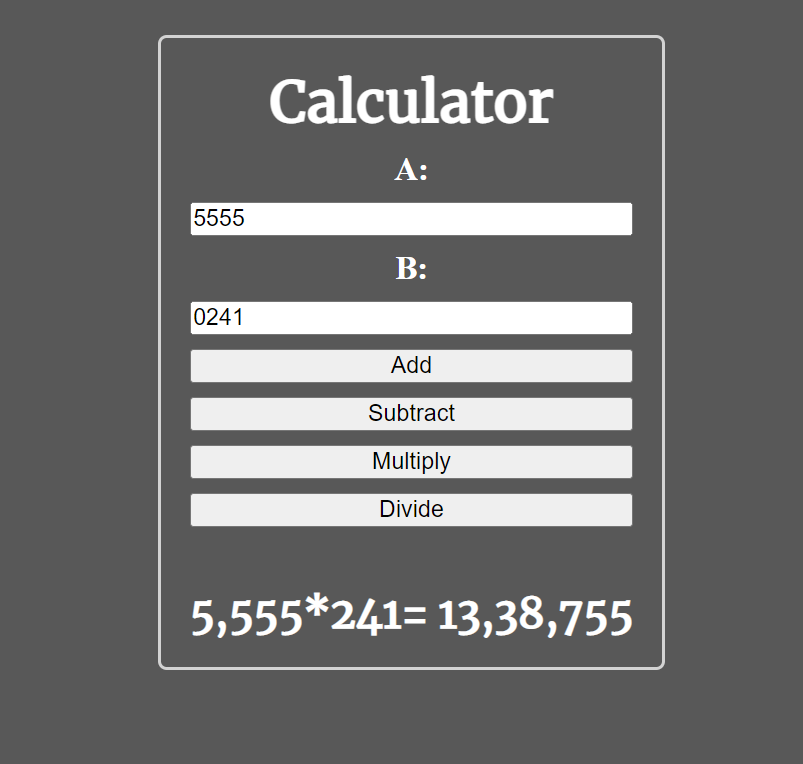 Calculator
A:
5555
B:
0241
Add
Subtract
Multiply
Divide
5,555*241= 13,38,755